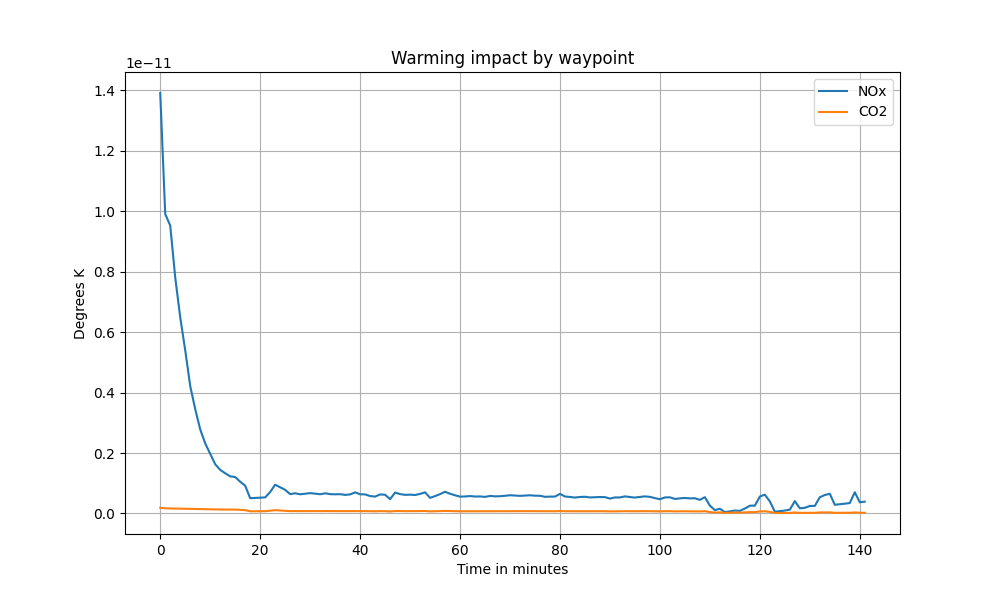 Warming impact by waypoint
1e−11
1.4
1.2
1.0
0.8
0.6
0.4
0.2
0.0
Degrees K
NOx
CO2
0 20 40 60 80 100 120 140
Time in minutes